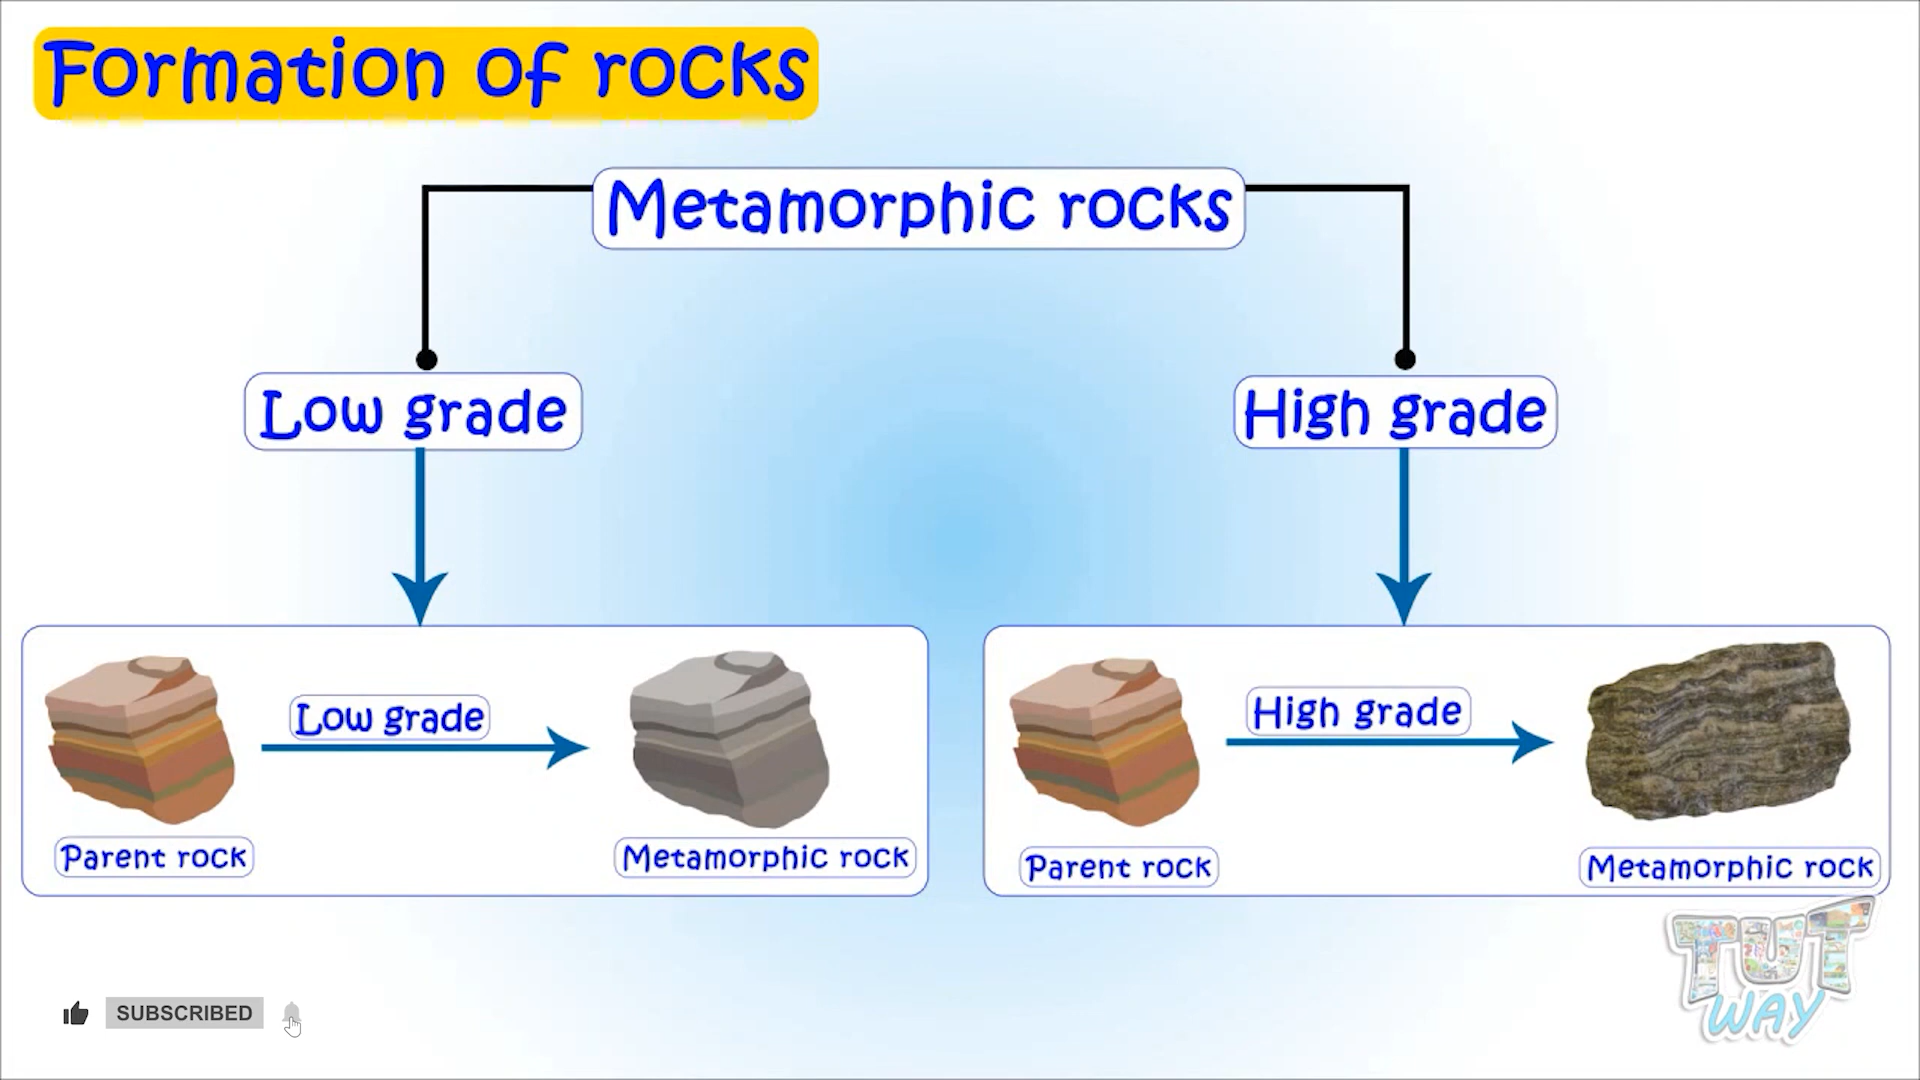 Formation of rocks
Metamorphic rocks
Low grade
High grade
Low grade
High grade
Parent rock
Metamorphic rock
Parent rock
Metamorphic rock
TUT
WAY
SUBSCRIBED